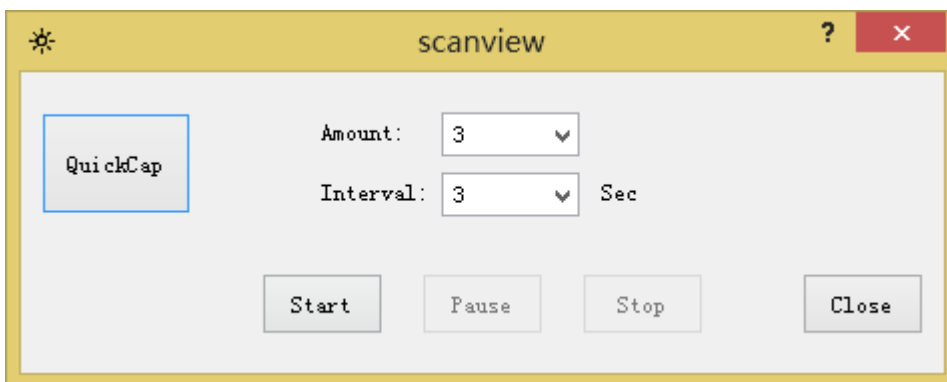 scanview ?
QuickCap
Amount: 3
Interval: 3 Sec
Start Pause Stop Close